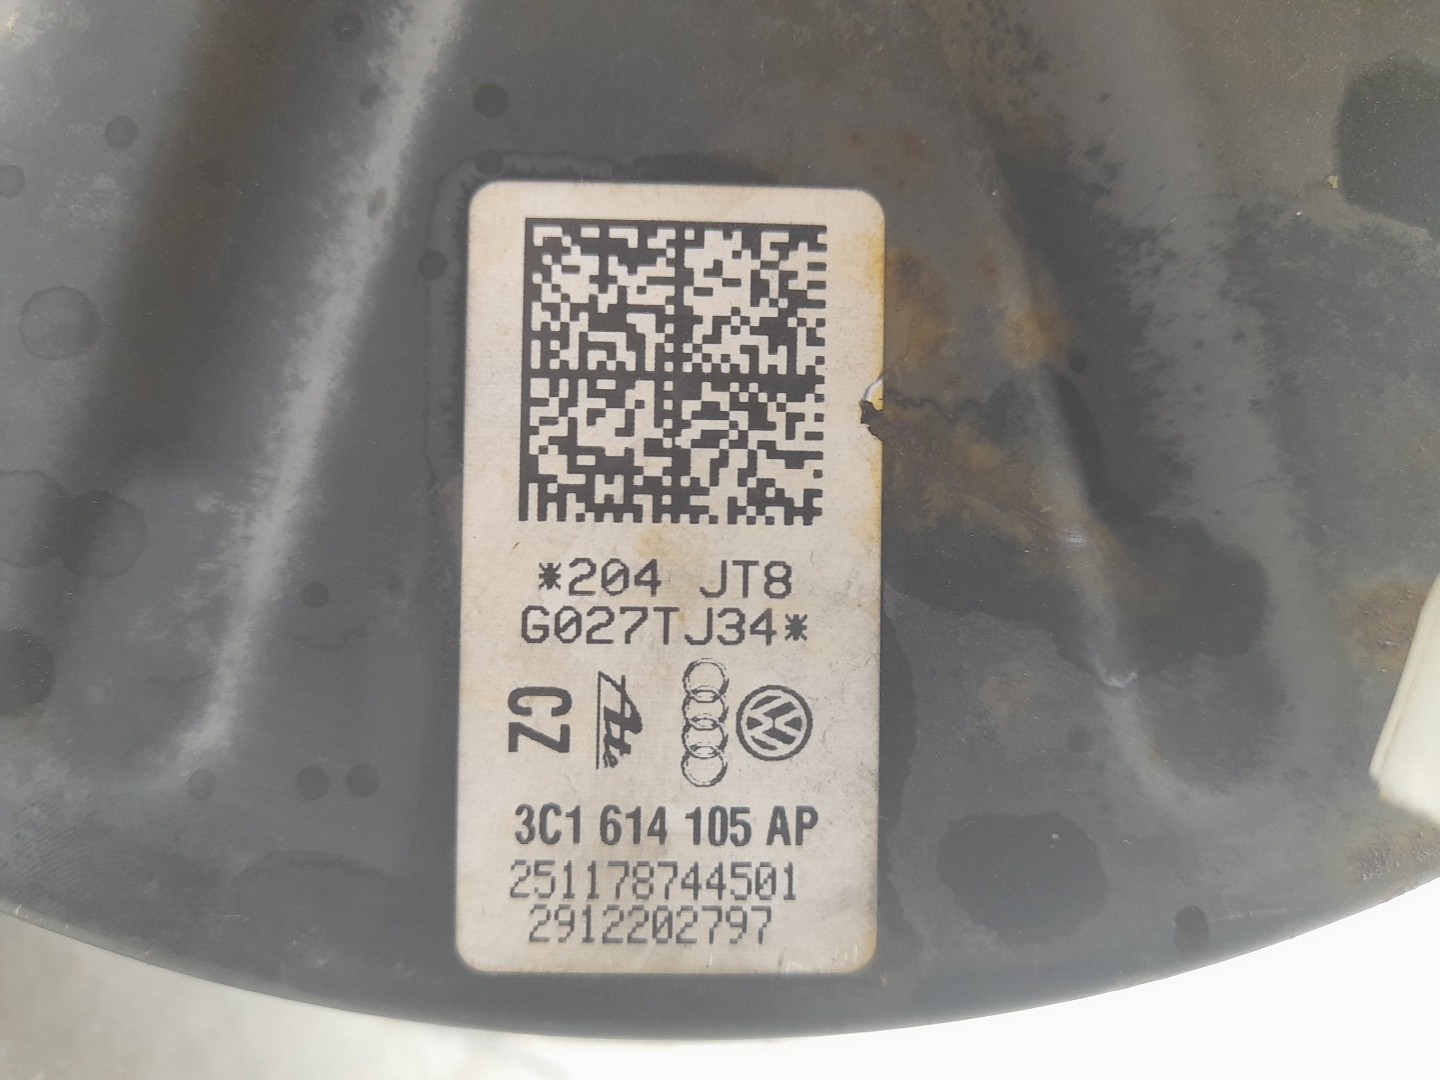 *204 JT8
G027TJ34*
CZ
Ate
3C1 614 105 AP
251178744501
2912202797